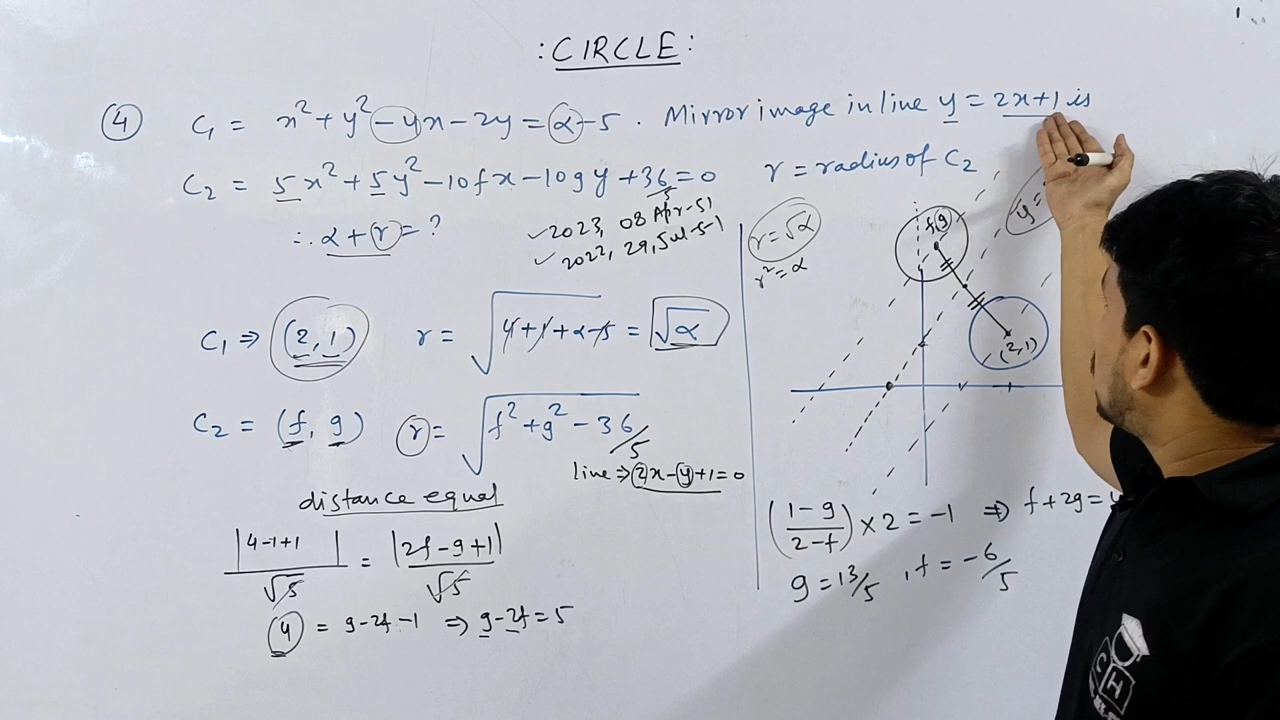 : CIRCLE :
④ C₁ = x² + y² - 4x - 2y = α - 5 . Mirror image in line y = 2x+1 is
C₂ = 5x² + 5y² - 10fx - 10gy + 36 = 0 r = radius of C₂
5
∴ α + r = ?
✓ 2023, 08 Apr-S1
✓ 2022, 29, Jul-S-1
r = √α
r² = α
y =
f,g
(2,1)
C₁ ⇒ (2, 1) r = √4+1+α-5 = √α
C₂ = (f, g) r = √f² + g² - 36/5
line ⇒ 2x - y + 1 = 0
distance equal
|4-1+1|/√5 = |2f-g+1|/√5
4 = g-2f-1 ⇒ g-2f = 5
(1-g/2-f) × 2 = -1 ⇒ f+2g =
g = 13/5 , f = -6/5